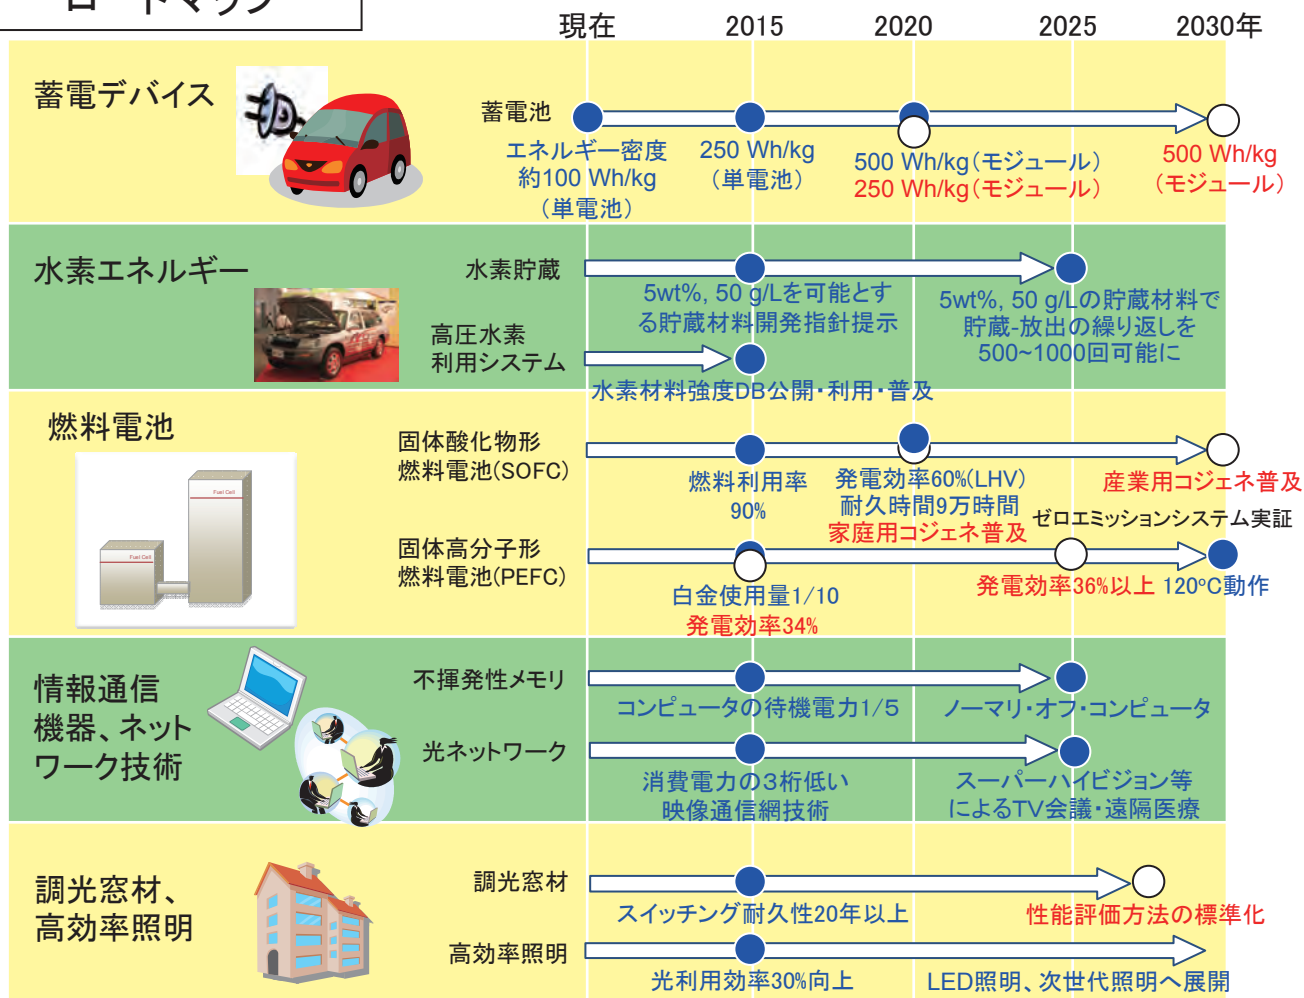 ロードマップ
現在 2015 2020 2025 2030年
蓄電デバイス
蓄電池
エネルギー密度
約100 Wh/kg
（単電池）
250 Wh/kg
（単電池）
500 Wh/kg（モジュール）
250 Wh/kg（モジュール）
500 Wh/kg
（モジュール）
水素エネルギー
水素貯蔵
5wt%, 50 g/Lを可能とす
る貯蔵材料開発指針提示
5wt%, 50 g/Lの貯蔵材料で
貯蔵-放出の繰り返しを
500~1000回可能に
高圧水素
利用システム
水素材料強度DB公開・利用・普及
燃料電池
Fuel Cell
Fuel Cell
固体酸化物形
燃料電池(SOFC)
燃料利用率
90%
発電効率60%(LHV)
耐久時間9万時間
家庭用コジェネ普及
産業用コジェネ普及
ゼロエミッションシステム実証
固体高分子形
燃料電池(PEFC)
白金使用量1/10
発電効率34%
発電効率36%以上
120℃動作
情報通信
機器、ネット
ワーク技術
不揮発性メモリ
コンピュータの待機電力1/5
ノーマリ・オフ・コンピュータ
光ネットワーク
消費電力の３桁低い
映像通信網技術
スーパーハイビジョン等
によるTV会議・遠隔医療
調光窓材、
高効率照明
調光窓材
スイッチング耐久性20年以上
性能評価方法の標準化
高効率照明
光利用効率30%向上
LED照明、次世代照明へ展開